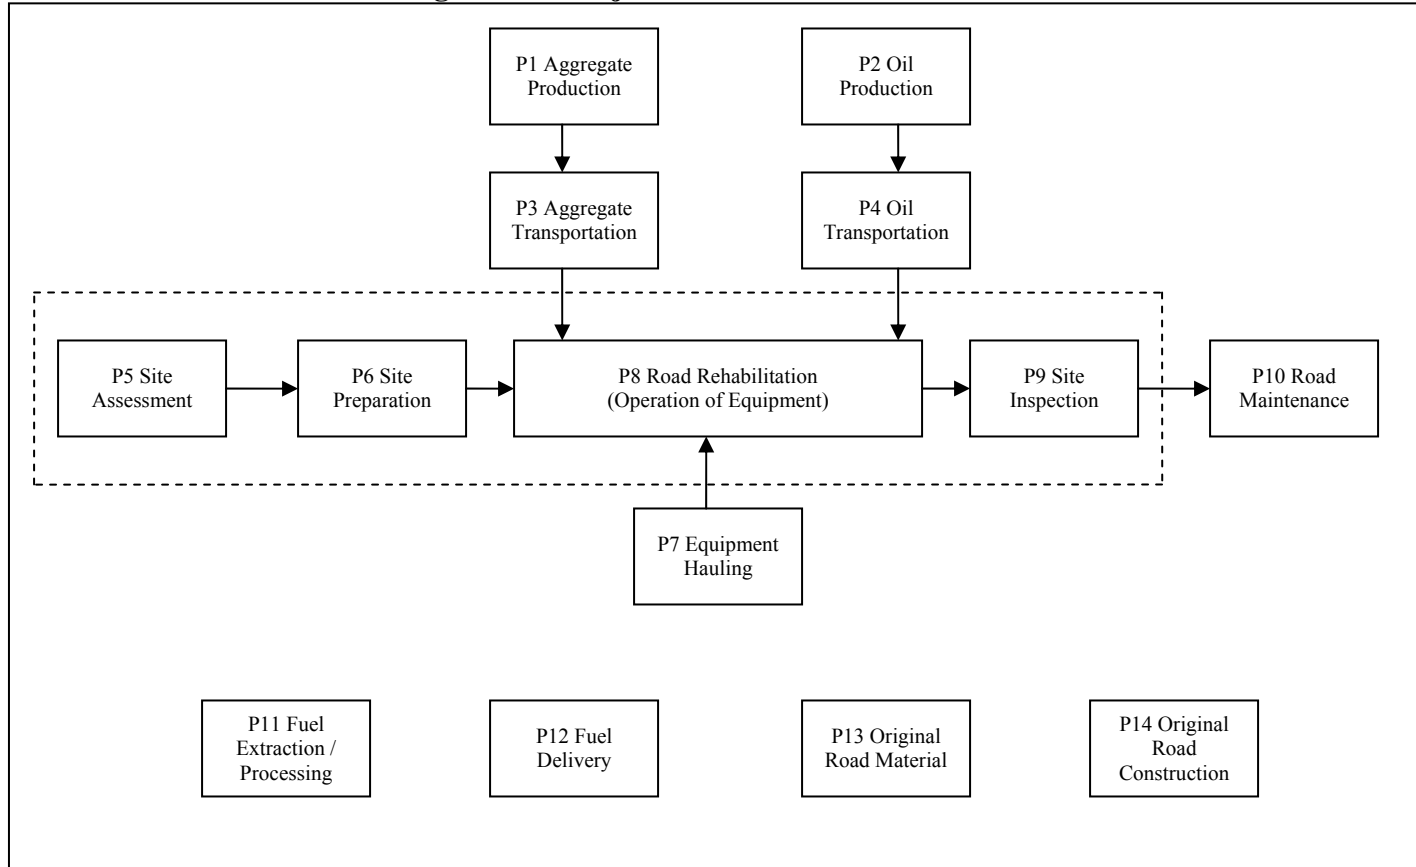 P1 Aggregate
Production
P2 Oil
Production
P3 Aggregate
Transportation
P4 Oil
Transportation
P5 Site
Assessment
P6 Site
Preparation
P8 Road Rehabilitation
(Operation of Equipment)
P9 Site
Inspection
P10 Road
Maintenance
P7 Equipment
Hauling
P11 Fuel
Extraction /
Processing
P12 Fuel
Delivery
P13 Original
Road Material
P14 Original
Road
Construction